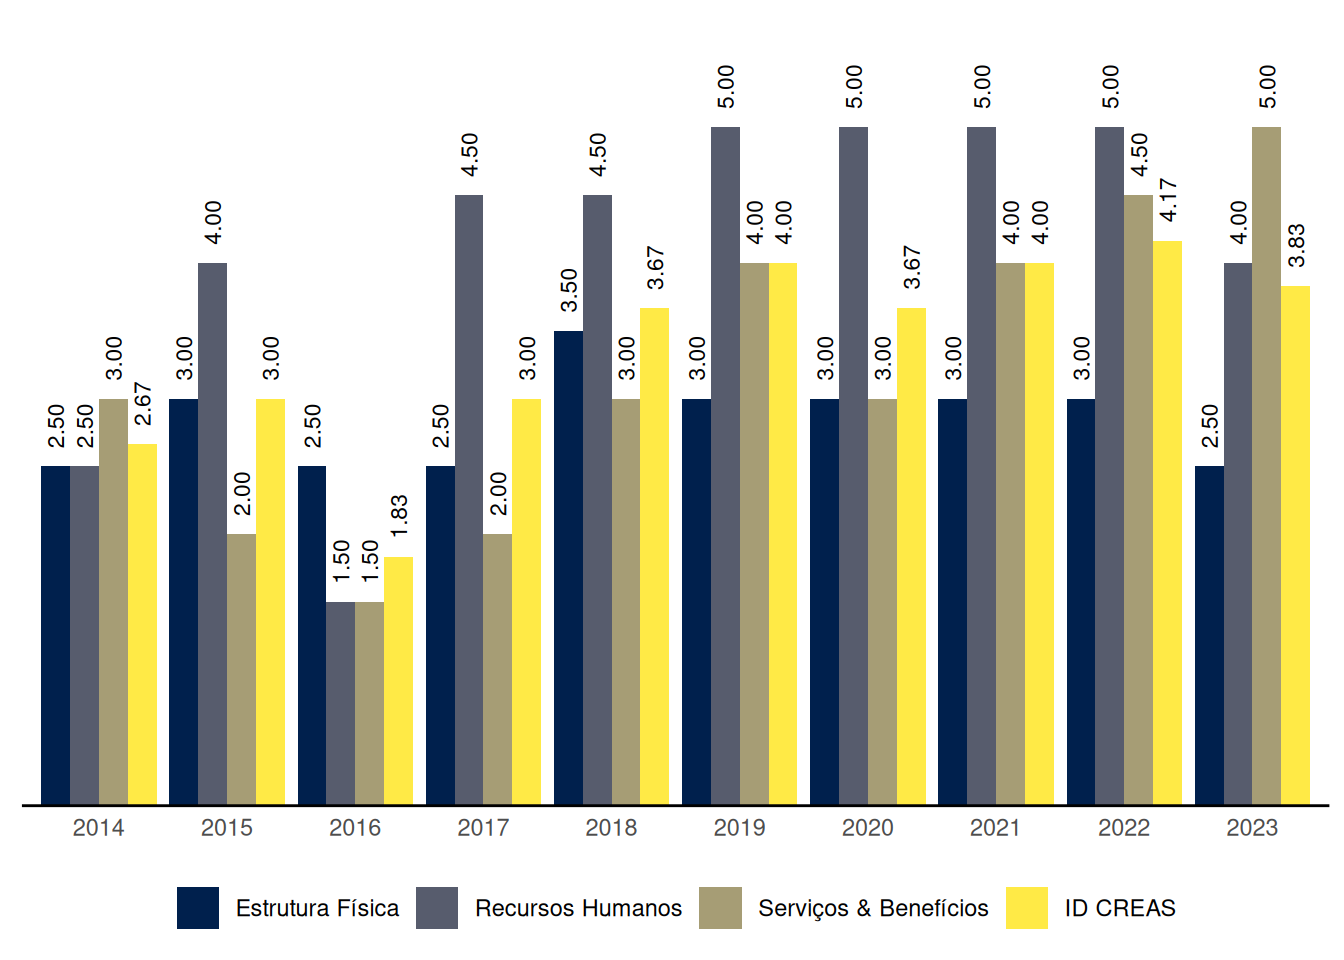 2.50 2.50 3.00 2.67
3.00 4.00 2.00 3.00
2.50 1.50 1.50 1.83
2.50 4.50 2.00 3.00
3.50 4.50 3.00 3.67
3.00 5.00 4.00 4.00
3.00 5.00 3.00 3.67
3.00 5.00 4.00 4.00
3.00 5.00 4.50 4.17
2.50 4.00 5.00 3.83
2014 2015 2016 2017 2018 2019 2020 2021 2022 2023
Estrutura Física Recursos Humanos Serviços & Benefícios ID CREAS